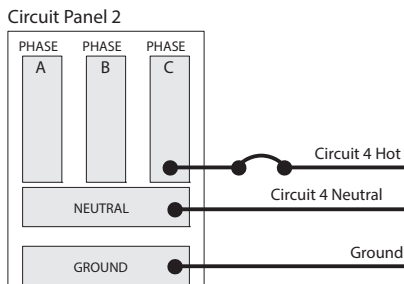 Circuit Panel 2
PHASE PHASE PHASE
A B C
Circuit 4 Hot
Circuit 4 Neutral
NEUTRAL
Ground
GROUND